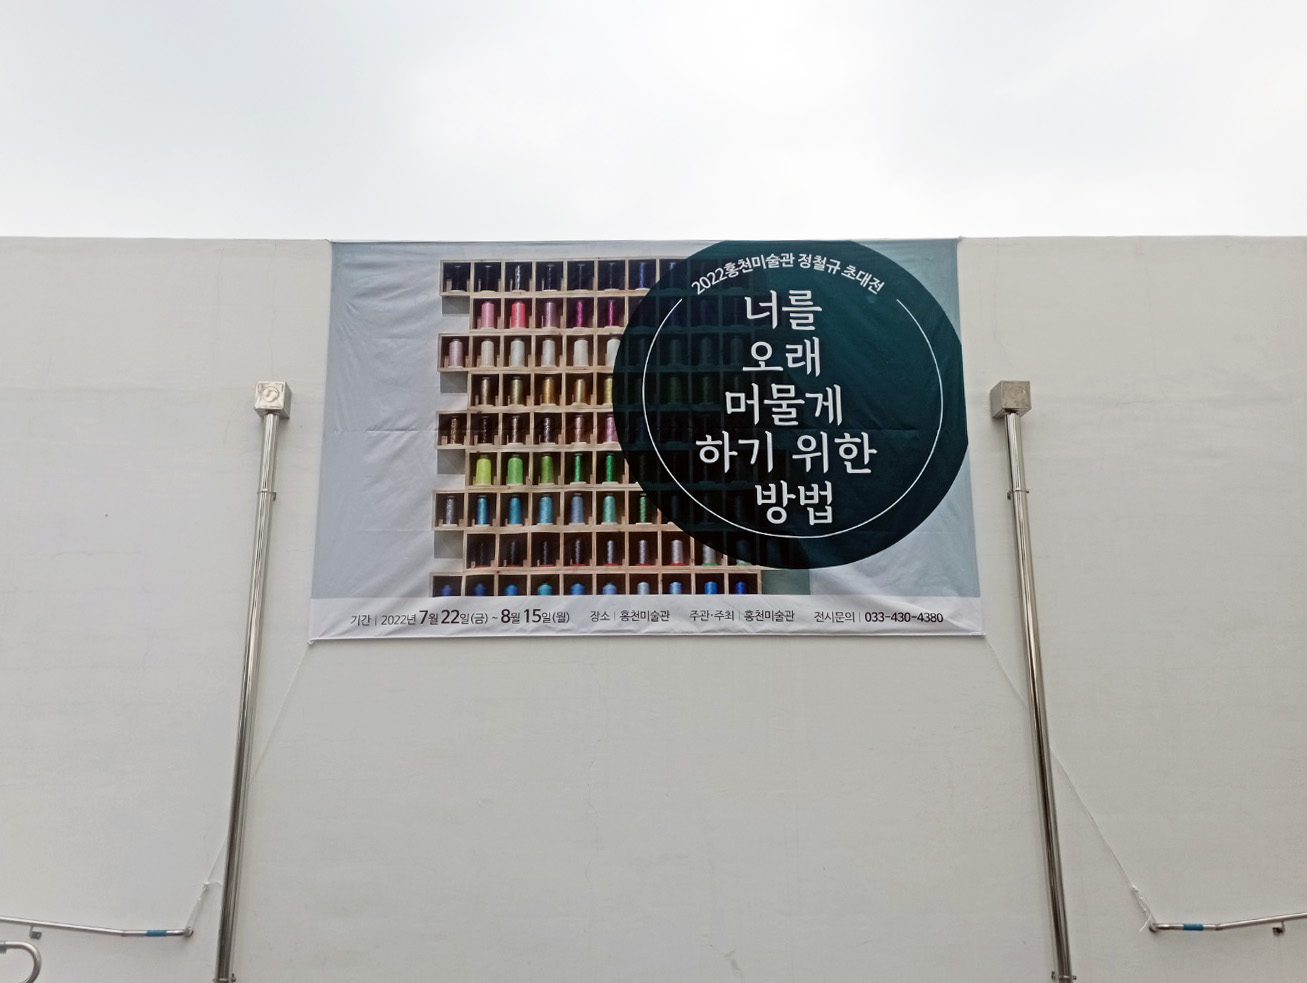 2022홍천미술관 정철규 초대전
너를
오래
머물게
하기 위한
방법
기간 | 2022년 7월 22일(금) ~ 8월 15일(월) 장소 | 홍천미술관 주관·주최 | 홍천미술관 전시문의 | 033-430-4380